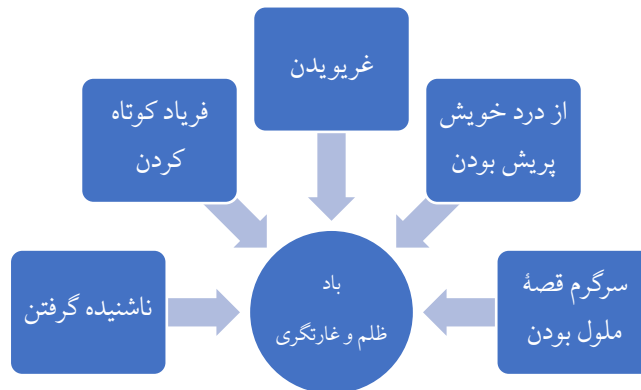 غریویدن
از درد خویش
پریش بودن
فریاد کوتاه
کردن
سرگرم قصهٔ
ملول بودن
ناشنیده گرفتن
باد
ظلم و غارتگری